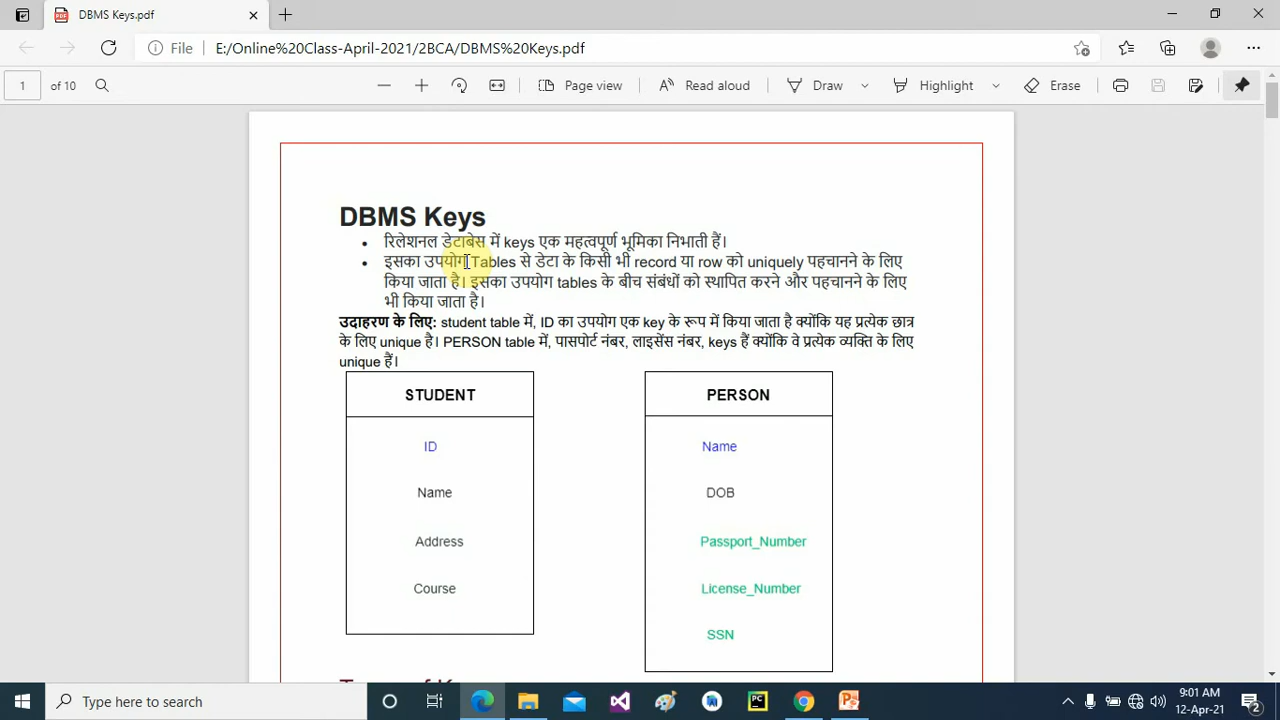 DBMS Keys.pdf
File
E:/Online%20Class-April-2021/2BCA/DBMS%20Keys.pdf
1 of 10
Page view
Read aloud
Draw
Highlight
Erase
DBMS Keys
• रिलेशनल डेटाबेस में keys एक महत्वपूर्ण भूमिका निभाती हैं।
• इसका उपयोग Tables से डेटा के किसी भी record या row को uniquely पहचानने के लिए
किया जाता है। इसका उपयोग tables के बीच संबंधों को स्थापित करने और पहचानने के लिए
भी किया जाता है।
उदाहरण के लिए: student table में, ID का उपयोग एक key के रूप में किया जाता है क्योंकि यह प्रत्येक छात्र
के लिए unique है। PERSON table में, पासपोर्ट नंबर, लाइसेंस नंबर, keys हैं क्योंकि वे प्रत्येक व्यक्ति के लिए
unique हैं।
STUDENT
ID
Name
Address
Course
PERSON
Name
DOB
Passport_Number
License_Number
SSN
Type here to search
9:01 AM
12-Apr-21
2